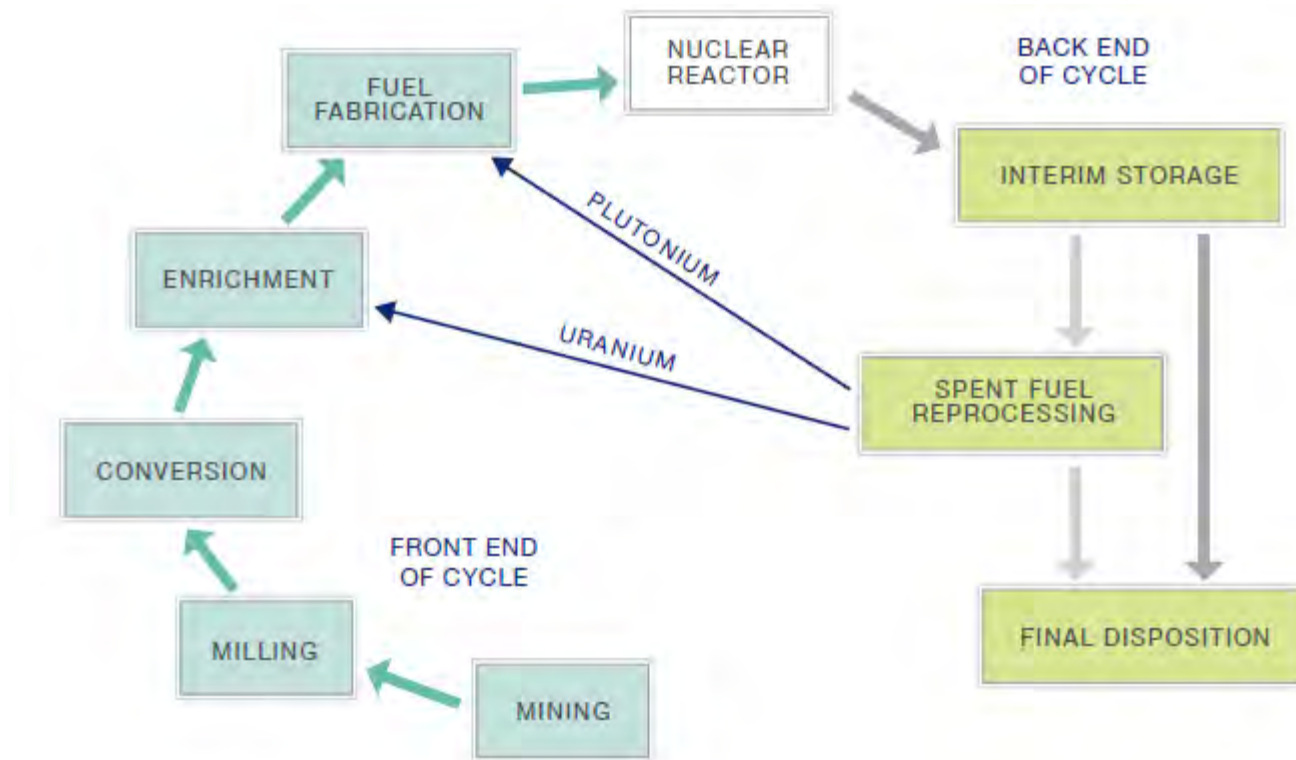 NUCLEAR
REACTOR
BACK END
OF CYCLE
FUEL
FABRICATION
INTERIM STORAGE
PLUTONIUM
ENRICHMENT
URANIUM
SPENT FUEL
REPROCESSING
CONVERSION
FRONT END
OF CYCLE
MILLING
FINAL DISPOSITION
MINING